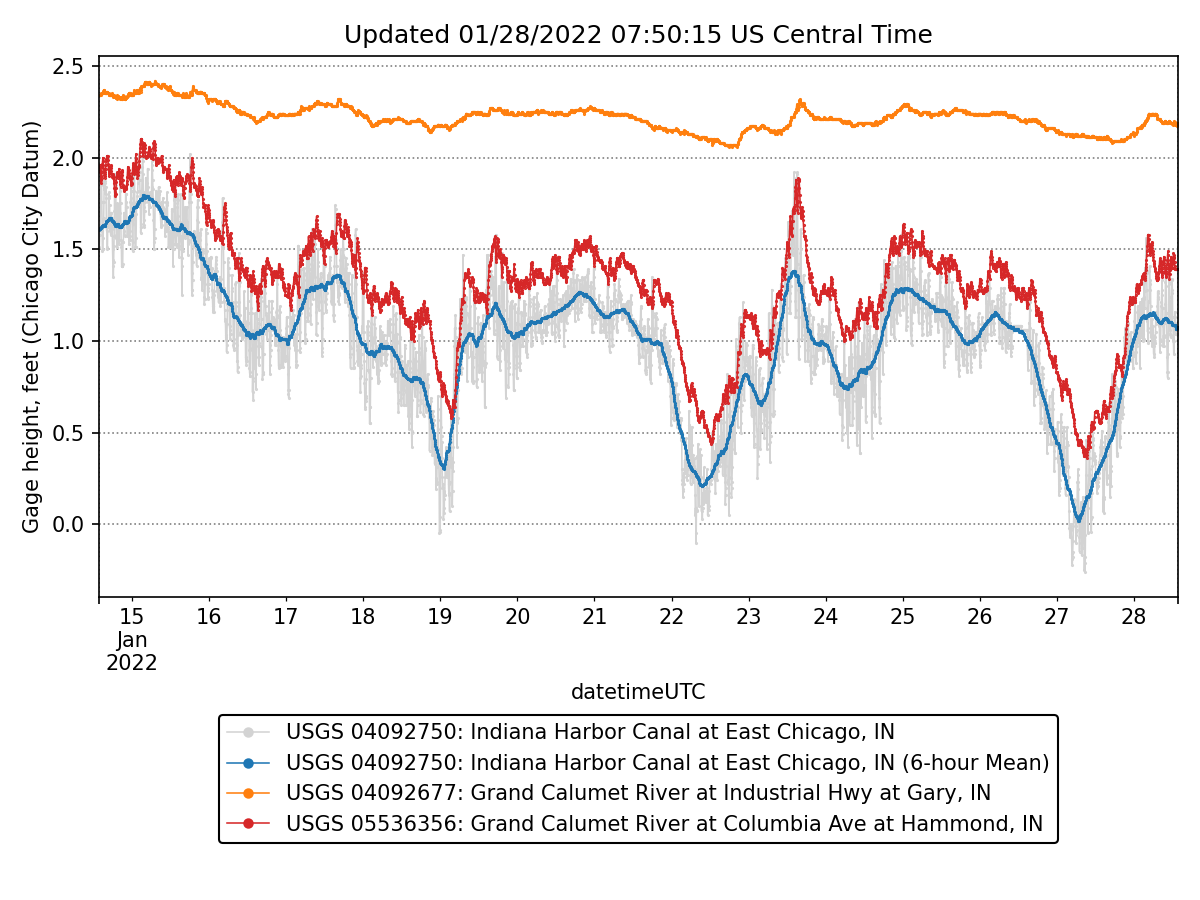 Updated 01/28/2022 07:50:15 US Central Time
Gage height, feet (Chicago City Datum)
2.5
2.0
1.5
1.0
0.5
0.0
15 16 17 18 19 20 21 22 23 24 25 26 27 28
Jan
2022
datetimeUTC
USGS 04092750: Indiana Harbor Canal at East Chicago, IN
USGS 04092750: Indiana Harbor Canal at East Chicago, IN (6-hour Mean)
USGS 04092677: Grand Calumet River at Industrial Hwy at Gary, IN
USGS 05536356: Grand Calumet River at Columbia Ave at Hammond, IN